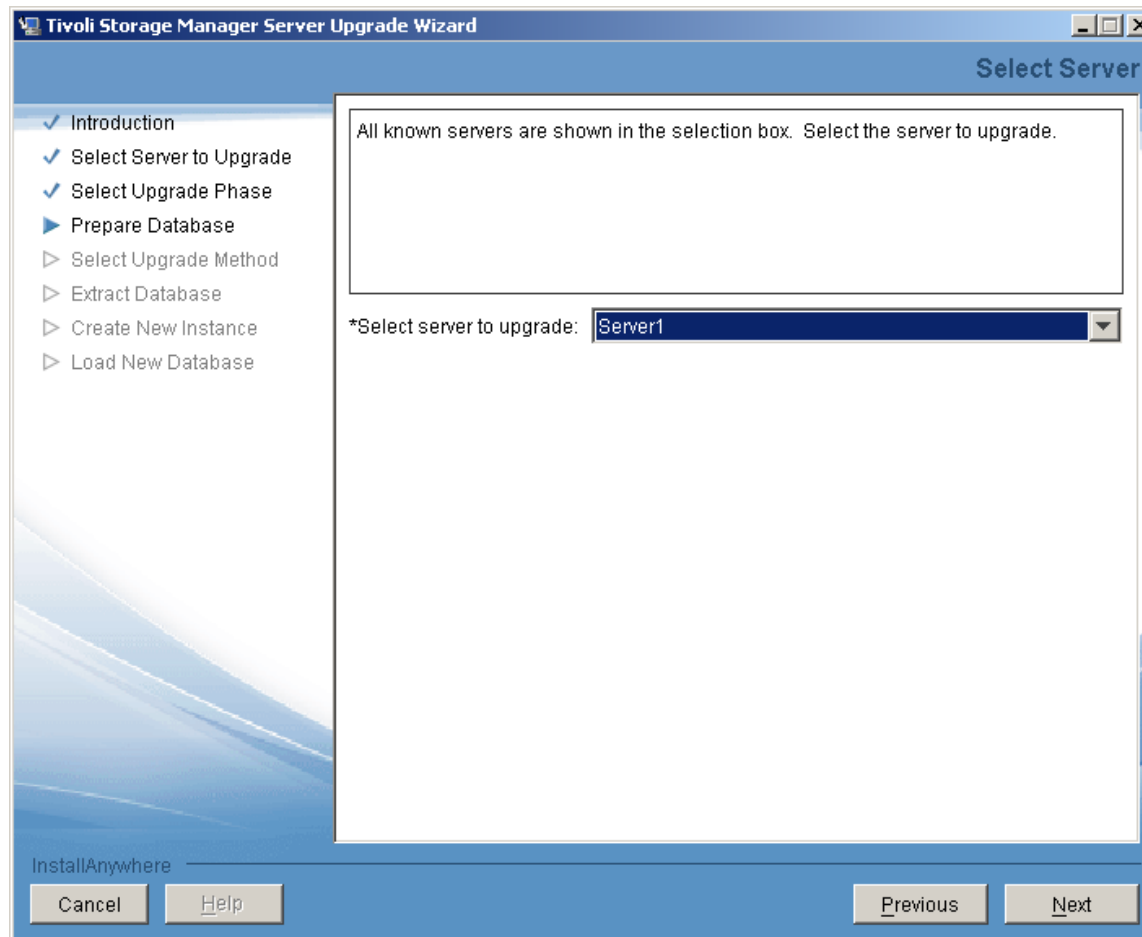 Tivoli Storage Manager Server Upgrade Wizard
Select Server
Introduction
Select Server to Upgrade
Select Upgrade Phase
Prepare Database
Select Upgrade Method
Extract Database
Create New Instance
Load New Database
All known servers are shown in the selection box.  Select the server to upgrade.
*Select server to upgrade: Server1
InstallAnywhere
Cancel Help Previous Next